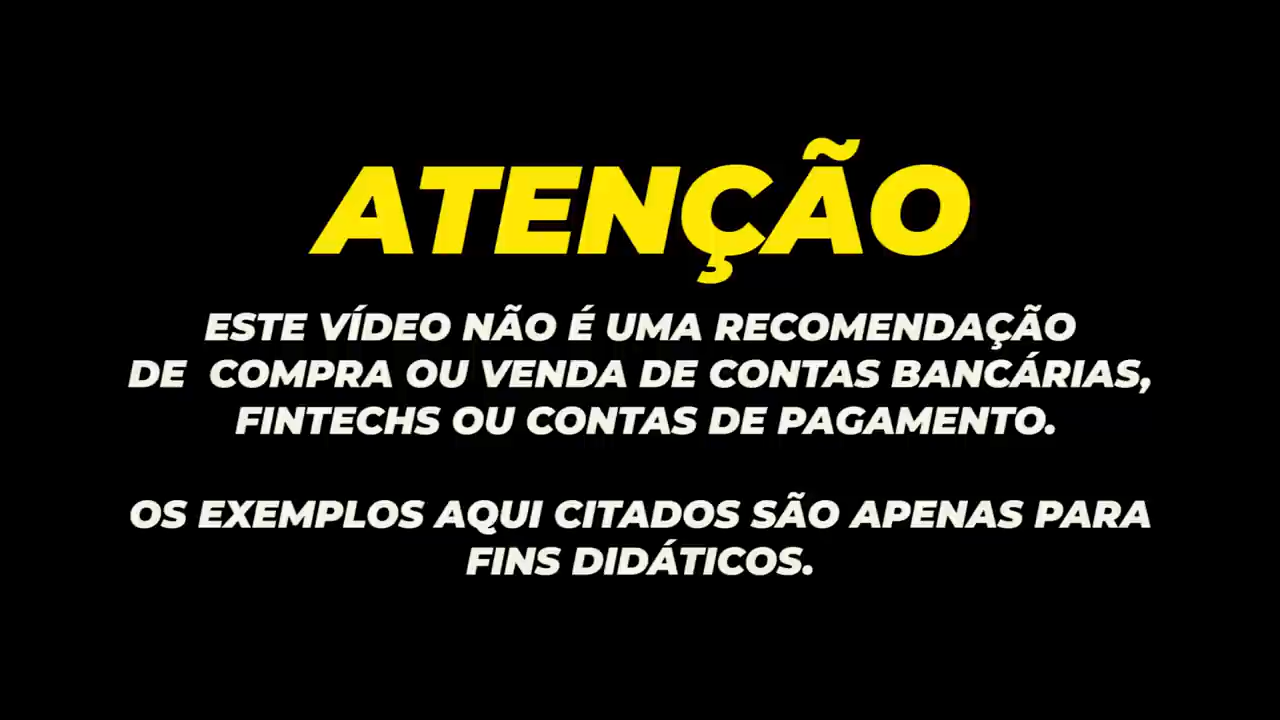 ATENÇÃO
ESTE VÍDEO NÃO É UMA RECOMENDAÇÃO
DE COMPRA OU VENDA DE CONTAS BANCÁRIAS,
FINTECHS OU CONTAS DE PAGAMENTO.
OS EXEMPLOS AQUI CITADOS SÃO APENAS PARA
FINS DIDÁTICOS.